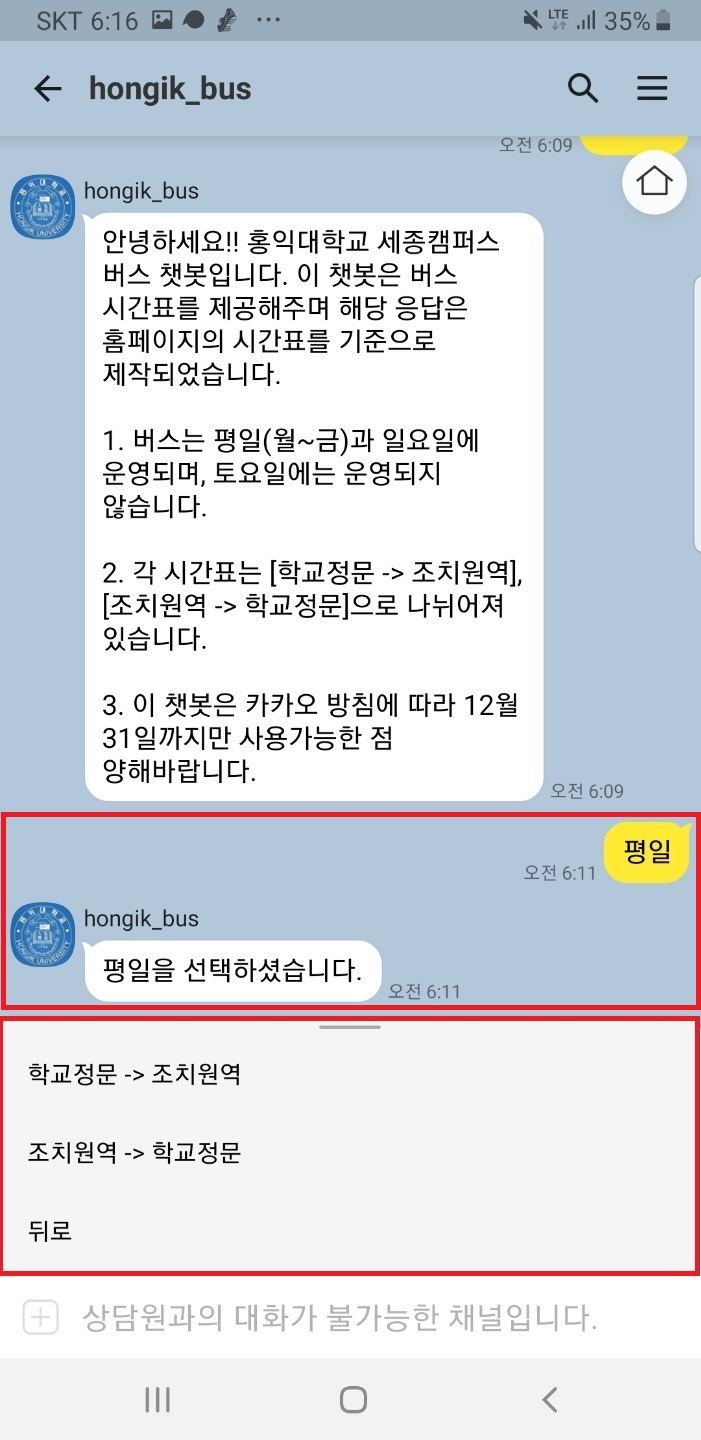 SKT 6:16
LTE
35%
hongik_bus
오전 6:09
hongik_bus
안녕하세요!! 홍익대학교 세종캠퍼스
버스 챗봇입니다. 이 챗봇은 버스
시간표를 제공해주며 해당 응답은
홈페이지의 시간표를 기준으로
제작되었습니다.
1. 버스는 평일(월~금)과 일요일에
운영되며, 토요일에는 운영되지
않습니다.
2. 각 시간표는 [학교정문 -> 조치원역],
[조치원역 -> 학교정문]으로 나뉘어져
있습니다.
3. 이 챗봇은 카카오 방침에 따라 12월
31일까지만 사용가능한 점
양해바랍니다.
오전 6:09
평일
오전 6:11
hongik_bus
평일을 선택하셨습니다.
오전 6:11
학교정문 -> 조치원역
조치원역 -> 학교정문
뒤로
상담원과의 대화가 불가능한 채널입니다.